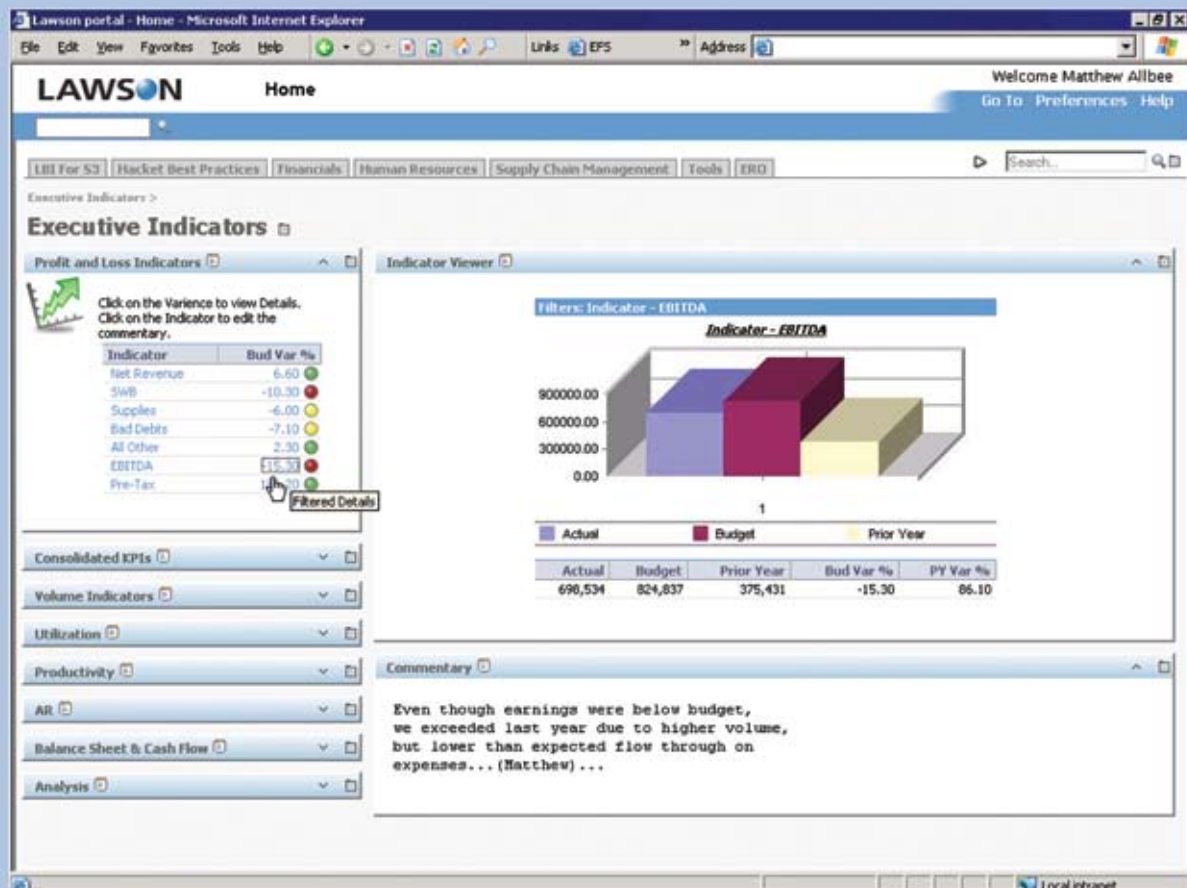 Lawson portal - Home - Microsoft Internet Explorer
File Edit View Favorites Tools Help Links EFS » Address
LAWSON Home
Welcome Matthew Allbee
Go To Preferences Help
LBI For S3 Hacket Best Practices Financials Human Resources Supply Chain Management Tools ERO Search...
Executive Indicators >
Executive Indicators
Profit and Loss Indicators
Click on the Varience to view Details.
Click on the Indicator to edit the
commentary.
Indicator Bud Var %
Net Revenue 6.60
SWB -10.30
Supplies -6.00
Bad Debts -7.10
All Other 2.30
EBITDA -15.30
Pre-Tax
Filtered Details
Consolidated KPIs
Volume Indicators
Utilization
Productivity
AR
Balance Sheet & Cash Flow
Analysis
Indicator Viewer
Filters: Indicator - EBITDA
Indicator - EBITDA
900000.00
600000.00
300000.00
0.00
1
Actual Budget Prior Year
Actual Budget Prior Year Bud Var % PY Var %
698,534 824,837 375,431 -15.30 86.10
Commentary
Even though earnings were below budget,
we exceeded last year due to higher volume,
but lower than expected flow through on
expenses...(Matthew)...
Local intranet